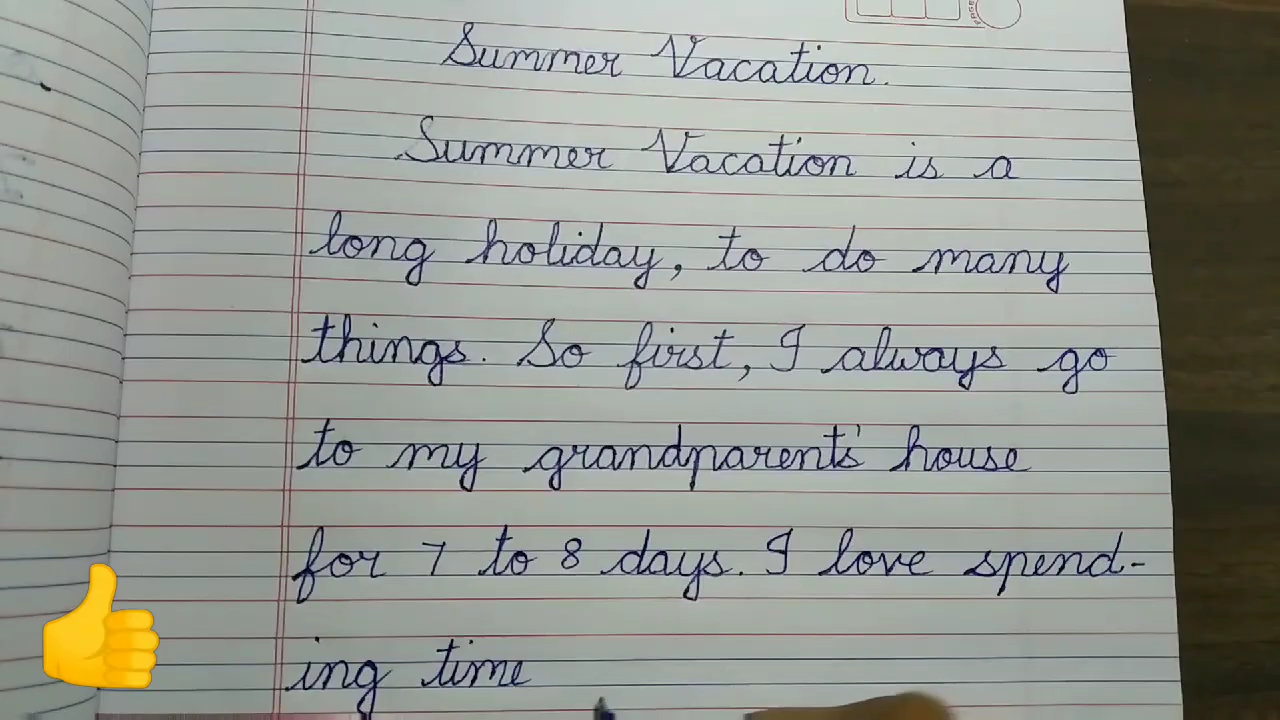 Summer Vacation.
Summer Vacation is a
long holiday, to do many
things. So first, I always go
to my grandparent's house
for 7 to 8 days. I love spend-
ing time